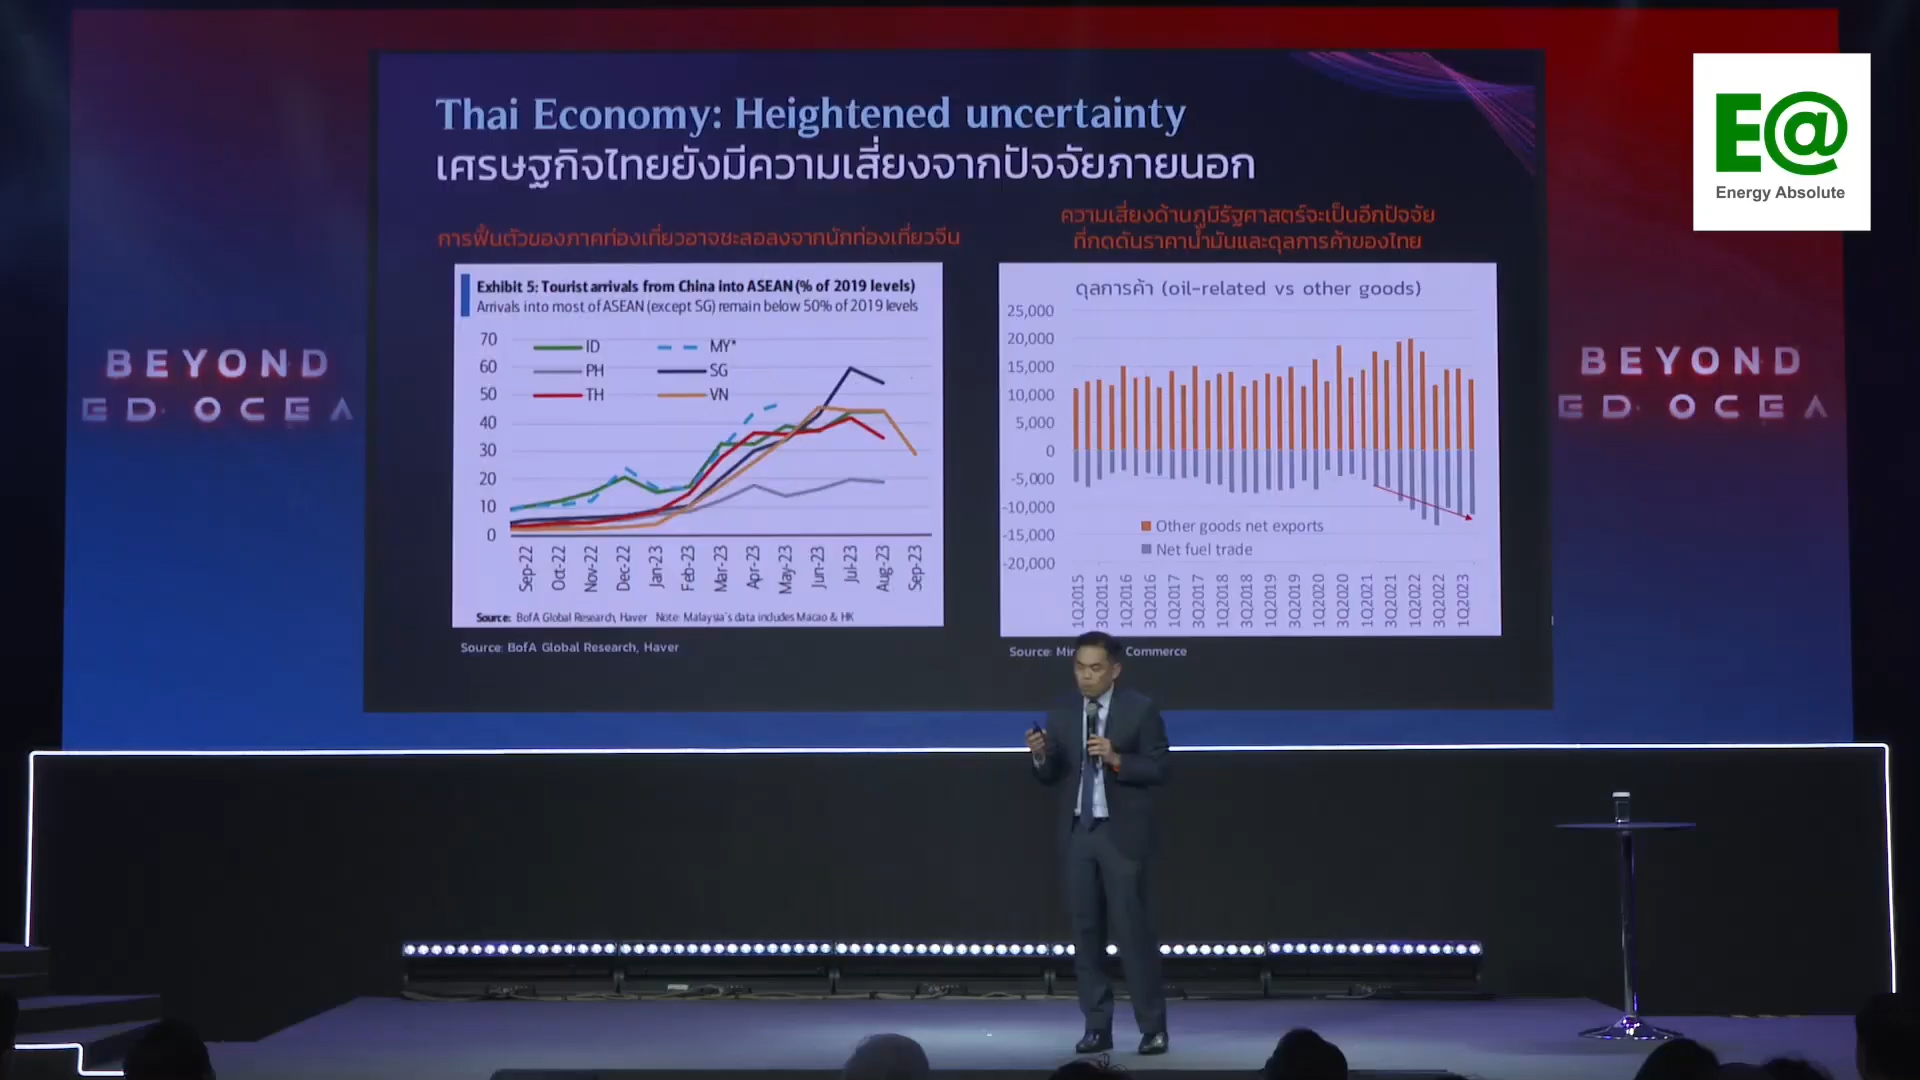 Thai Economy: Heightened uncertainty
เศรษฐกิจไทยยังมีความเสี่ยงจากปัจจัยภายนอก
E@
Energy Absolute
การฟื้นตัวของภาคท่องเที่ยวอาจชะลอลงจากนักท่องเที่ยวจีน
ความเสี่ยงด้านภูมิรัฐศาสตร์จะเป็นอีกปัจจัย
ที่กดดันราคาน้ำมันและดุลการค้าของไทย
Exhibit 5: Tourist arrivals from China into ASEAN (% of 2019 levels)
Arrivals into most of ASEAN (except SG) remain below 50% of 2019 levels
70
60
50
40
30
20
10
0
ID
MY*
PH
SG
TH
VN
Sep-22
Oct-22
Nov-22
Dec-22
Jan-23
Feb-23
Mar-23
Apr-23
May-23
Jun-23
Jul-23
Aug-23
Sep-23
Source: BofA Global Research, Haver Note: Malaysia's data includes Macao & HK
Source: BofA Global Research, Haver
ดุลการค้า (oil-related vs other goods)
25,000
20,000
15,000
10,000
5,000
0
-5,000
-10,000
-15,000
-20,000
Other goods net exports
Net fuel trade
1Q2015
3Q2015
1Q2016
3Q2016
1Q2017
3Q2017
1Q2018
3Q2018
1Q2019
3Q2019
1Q2020
3Q2020
1Q2021
3Q2021
1Q2022
3Q2022
1Q2023
Source: Commerce
BEYOND
ED OCEA
BEYOND
ED OCEA